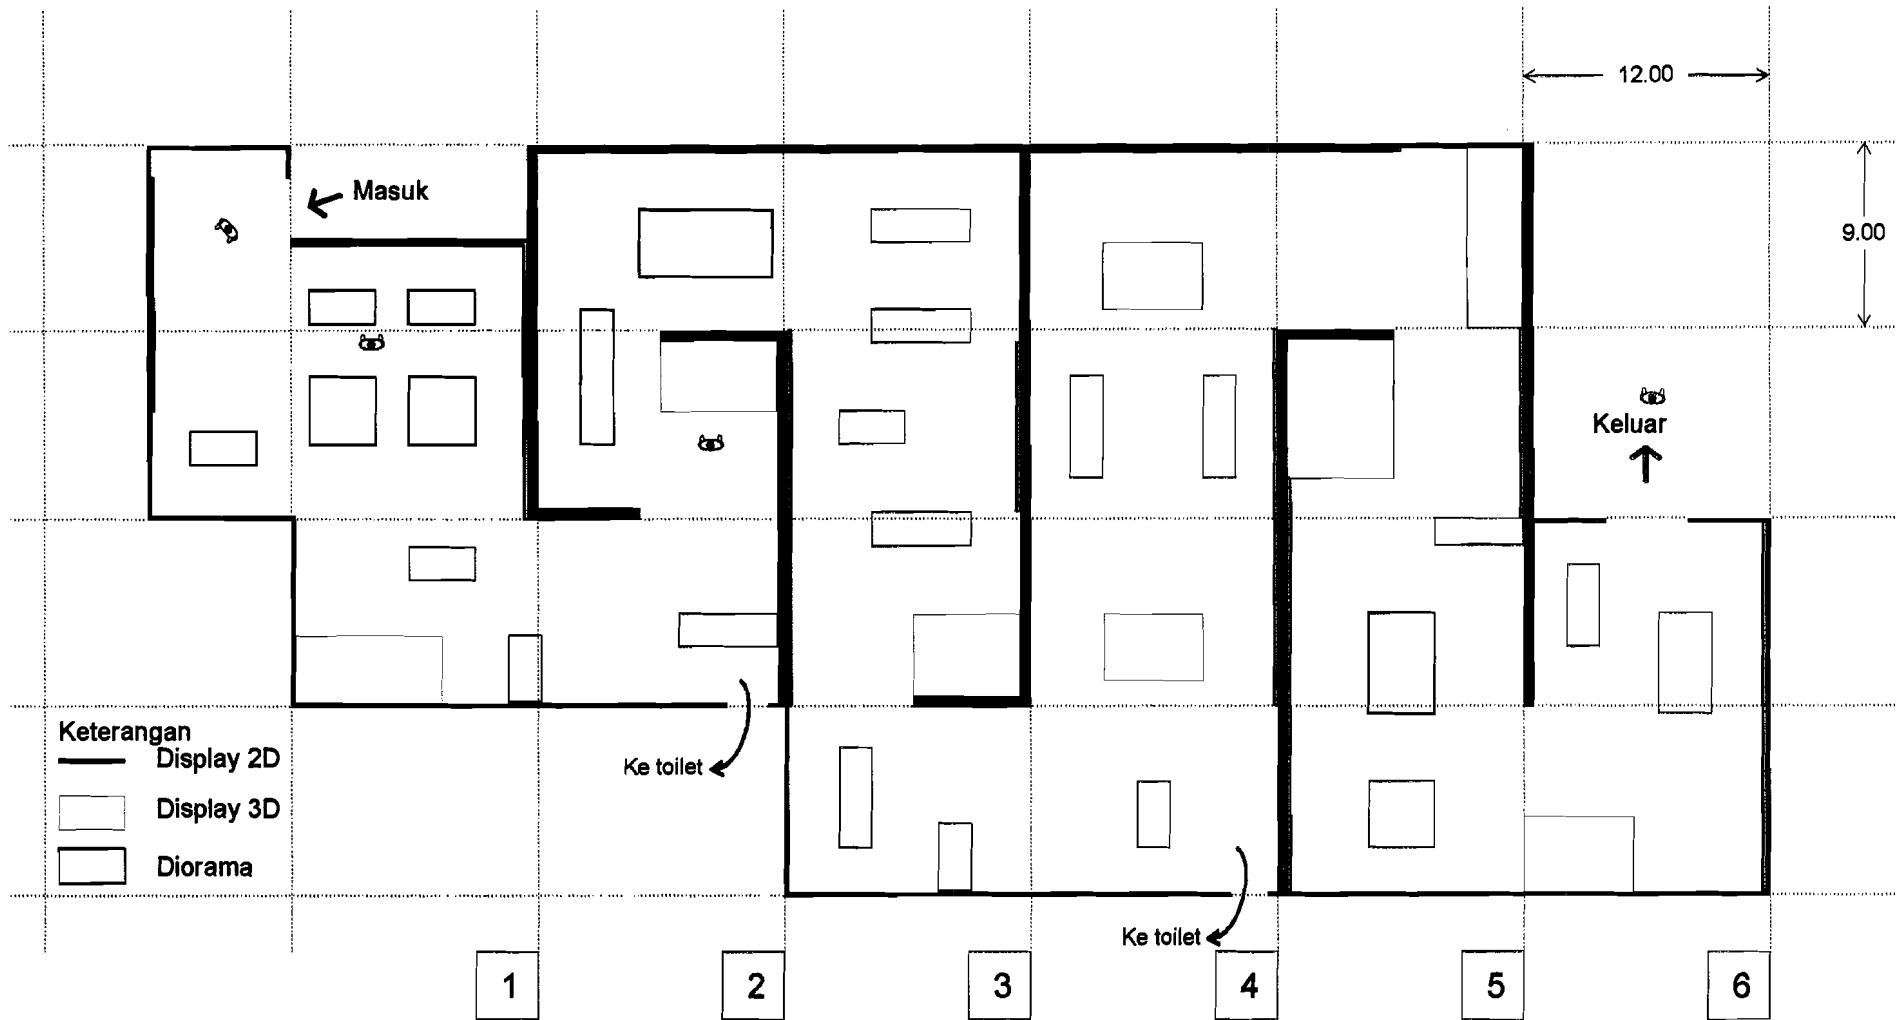 12.00
Masuk
9.00
Keluar
Keterangan
Display 2D
Ke toilet
Display 3D
Diorama
Ke toilet
1 2 3 4 5 6